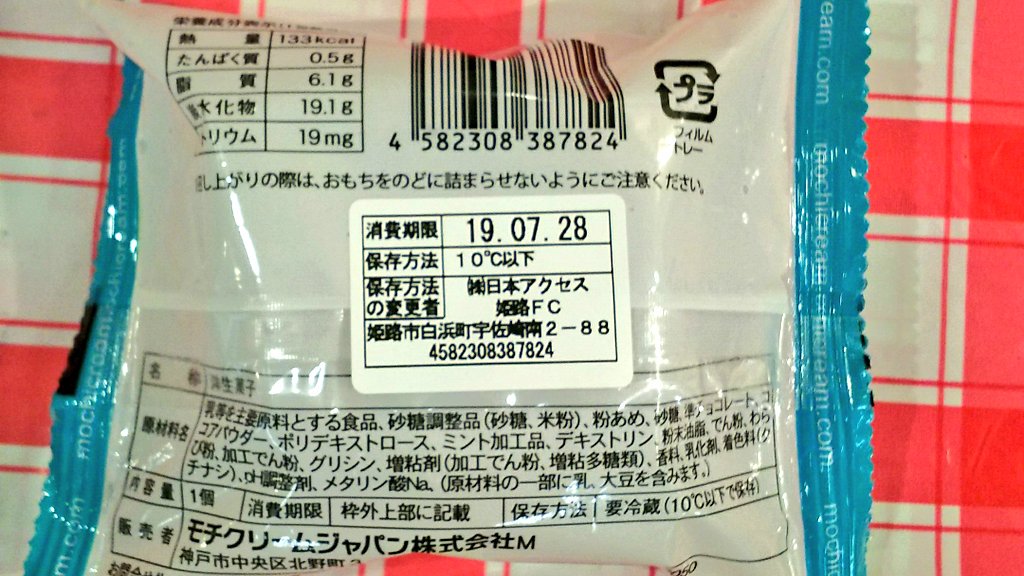 栄養成分表示
熱量 133kcal
たんぱく質 0.5g
脂質 6.1g
水化物 19.1g
トリウム 19mg
4 582308 387824
プラ
フィルム
トレー
し上がりの際は、おもちをのどに詰まらせないようにご注意ください。
消費期限 19.07.28
保存方法 10℃以下
保存方法の変更者 ㈱日本アクセス
姫路FC
姫路市白浜町宇佐崎南2-88
4582308387824
名称 性菓子
原材料名 乳等を主要原料とする食品、砂糖調整品(砂糖、米粉)、粉あめ、砂糖、準チョコレート、コ
コアパウダー、ポリデキストロース、ミント加工品、デキストリン、粉末油脂、でん粉、わら
び粉、加工でん粉、グリシン、増粘剤(加工でん粉、増粘多糖類)、香料、乳化剤、着色料(ク
チナシ)、pH調整剤、メタリン酸Na、(原材料の一部に乳、大豆を含みます。)
内容量 1個 消費期限 枠外上部に記載 保存方法 要冷蔵(10℃以下で保存)
販売者 モチクリームジャパン株式会社M
神戸市中央区北野町
eam.com
mochicream.com
mochicream.com.
mochic
mochicream.com
am.com